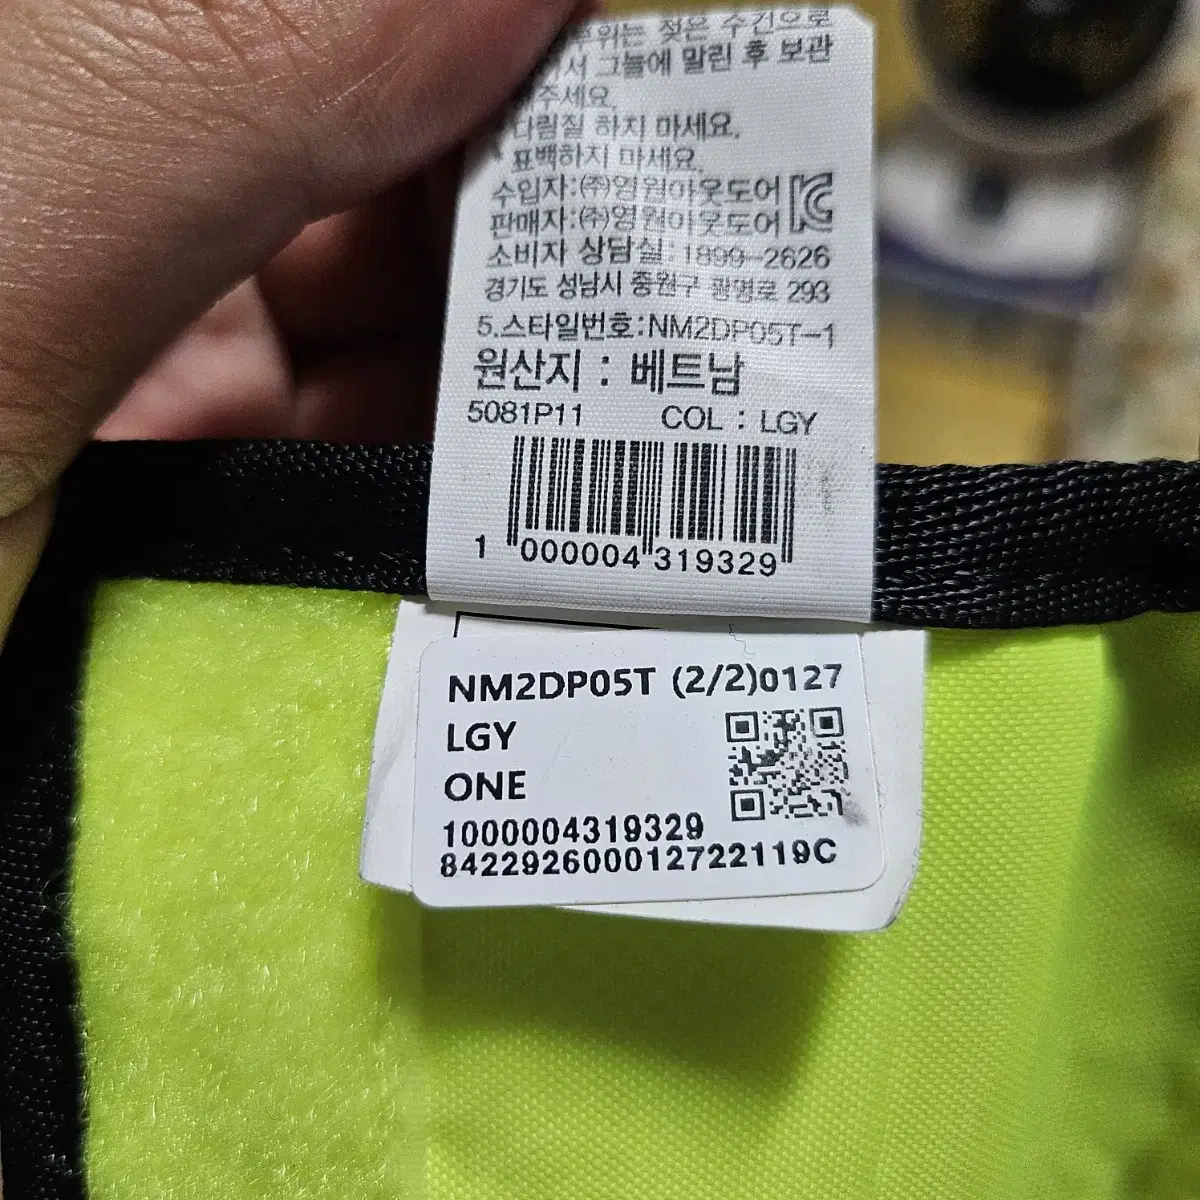 부위는 젖은 수건으로
서 그늘에 말린 후 보관
해주세요.
* 다림질 하지 마세요.
* 표백하지 마세요.
수입자:㈜영원아웃도어
판매자:㈜영원아웃도어
소비자 상담실: 1899-2626
경기도 성남시 중원구 광명로 293
5.스타일번호:NM2DP05T-1
원산지 : 베트남
5081P11 COL : LGY
1 000004 319329
NM2DP05T (2/2)0127
LGY
ONE
1000004319329
842292600012722119C